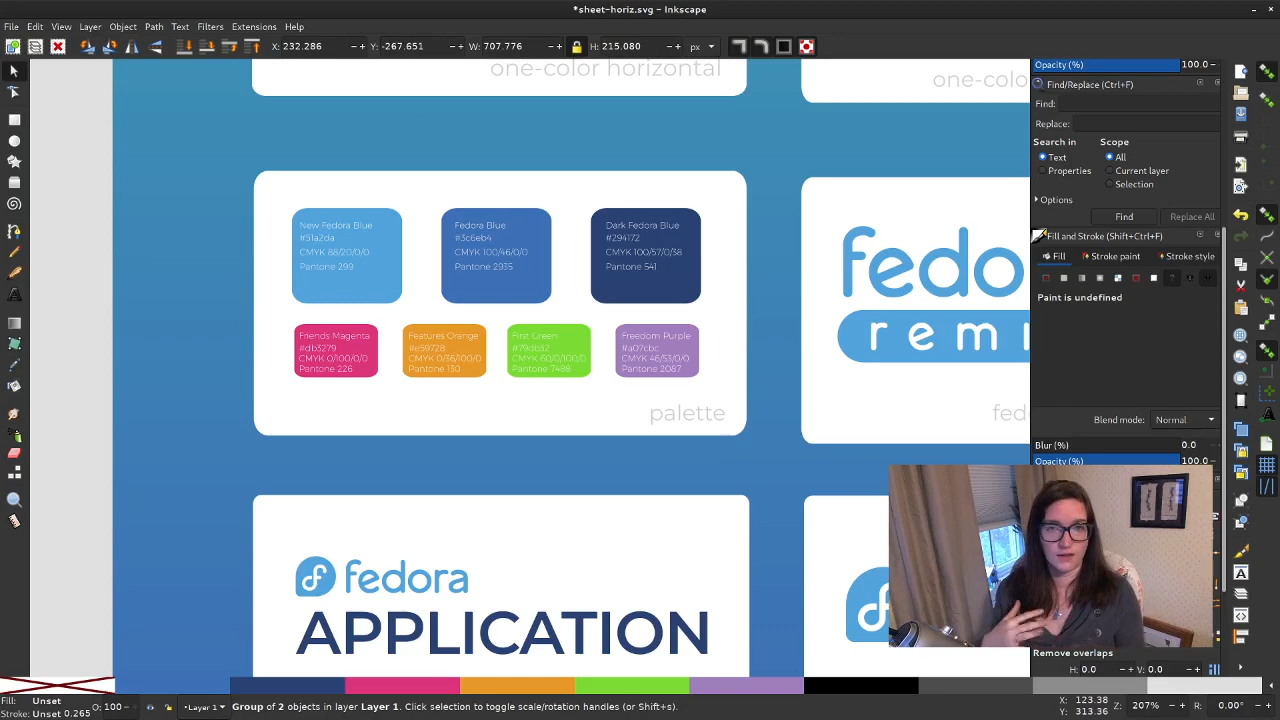 *sheet-horiz.svg - Inkscape
File Edit View Layer Object Path Text Filters Extensions Help
X: 232.286 Y: -267.651 W: 707.776 H: 215.080 px
one-color horizontal
one-colo
New Fedora Blue
#51a2da
CMYK 88/20/0/0
Pantone 299
Fedora Blue
#3c6eb4
CMYK 100/46/0/0
Pantone 2935
Dark Fedora Blue
#294172
CMYK 100/57/0/38
Pantone 541
Friends Magenta
#db3279
CMYK 0/100/0/0
Pantone 226
Features Orange
#e59728
CMYK 0/36/100/0
Pantone 130
First Green
#79db32
CMYK 60/0/100/0
Pantone 7488
Freedom Purple
#a07cbc
CMYK 46/53/0/0
Pantone 2087
palette
fedo
rem
fed
fedora
APPLICATION
Opacity (%) 100.0
Find/Replace (Ctrl+F)
Find:
Replace:
Search in Scope
Text All
Properties Current layer
Selection
Options
Find Replace All
Fill and Stroke (Shift+Ctrl+F)
Fill Stroke paint Stroke style
Paint is undefined
Blend mode: Normal
Blur (%) 0.0
Opacity (%) 100.0
Remove overlaps
H: 0.0 V: 0.0
Fill: Unset
Stroke: Unset 0.265
O: 100
Layer 1
Group of 2 objects in layer Layer 1. Click selection to toggle scale/rotation handles (or Shift+s).
X: 123.38
Y: 313.36
Z: 207%
R: 0.00°